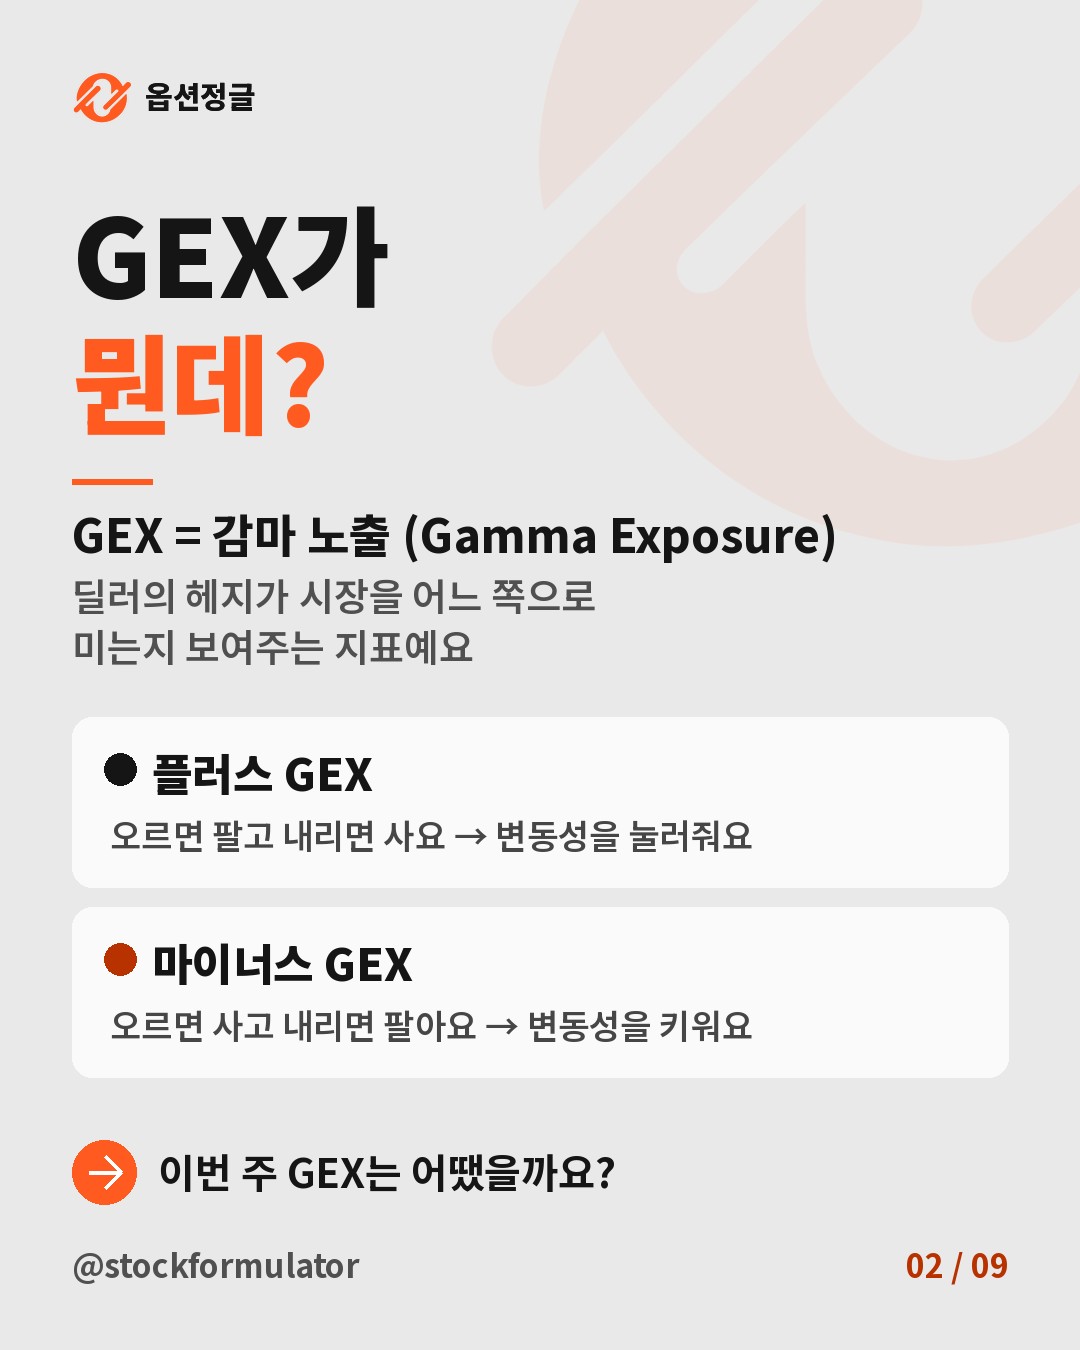 옵션정글
GEX가
뭔데?
GEX = 감마 노출 (Gamma Exposure)
딜러의 헤지가 시장을 어느 쪽으로
미는지 보여주는 지표예요
플러스 GEX
오르면 팔고 내리면 사요 → 변동성을 눌러줘요
마이너스 GEX
오르면 사고 내리면 팔아요 → 변동성을 키워요
이번 주 GEX는 어땠을까요?
@stockformulator
02 / 09